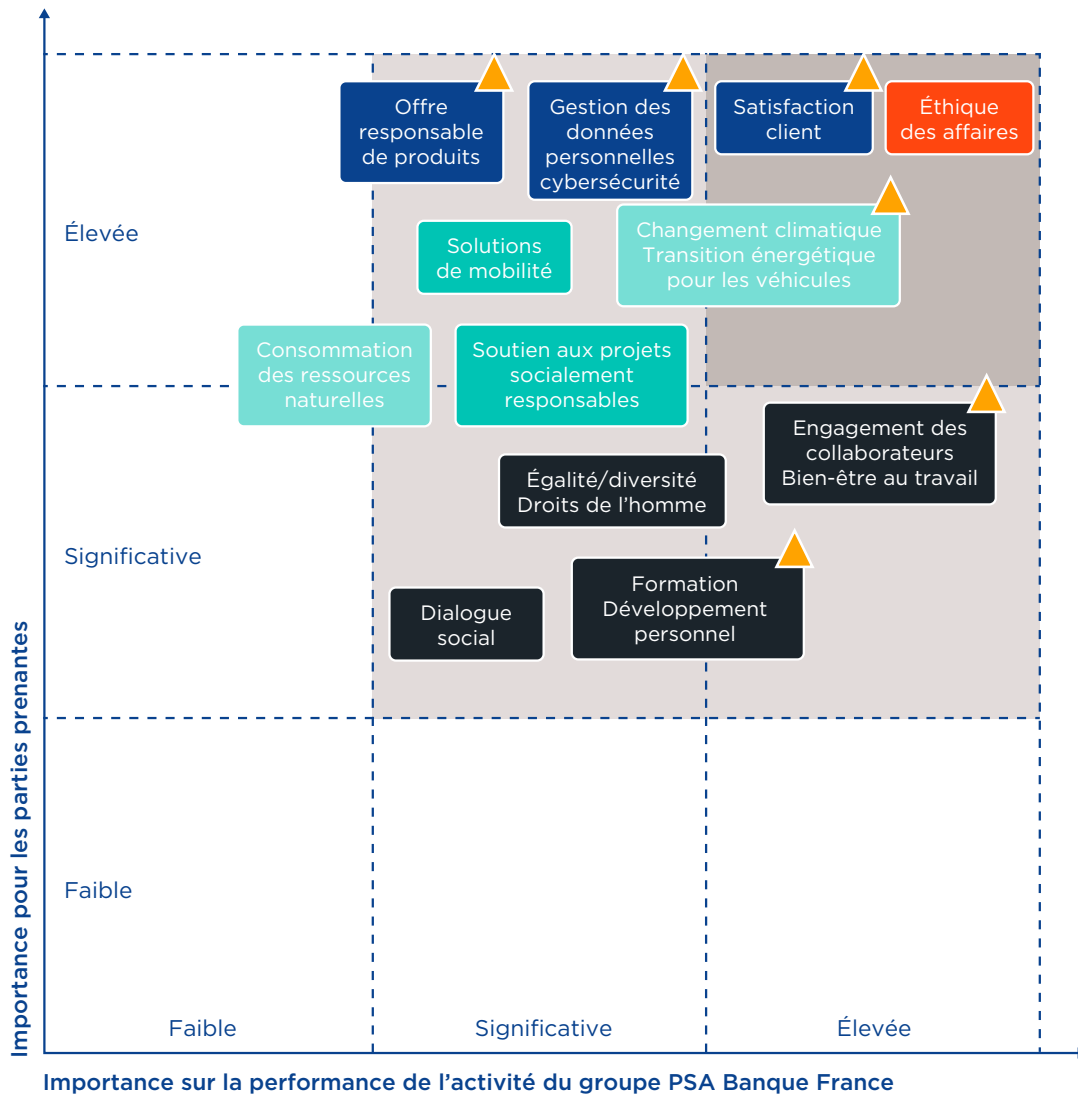 Importance pour les parties prenantes
Élevée
Significative
Faible
Offre
responsable
de produits
Gestion des
données
personnelles
cybersécurité
Satisfaction
client
Éthique
des affaires
Solutions
de mobilité
Changement climatique
Transition énergétique
pour les véhicules
Consommation
des ressources
naturelles
Soutien aux projets
socialement
responsables
Engagement des
collaborateurs
Bien-être au travail
Égalité/diversité
Droits de l’homme
Formation
Développement
personnel
Dialogue
social
Faible
Significative
Élevée
Importance sur la performance de l’activité du groupe PSA Banque France